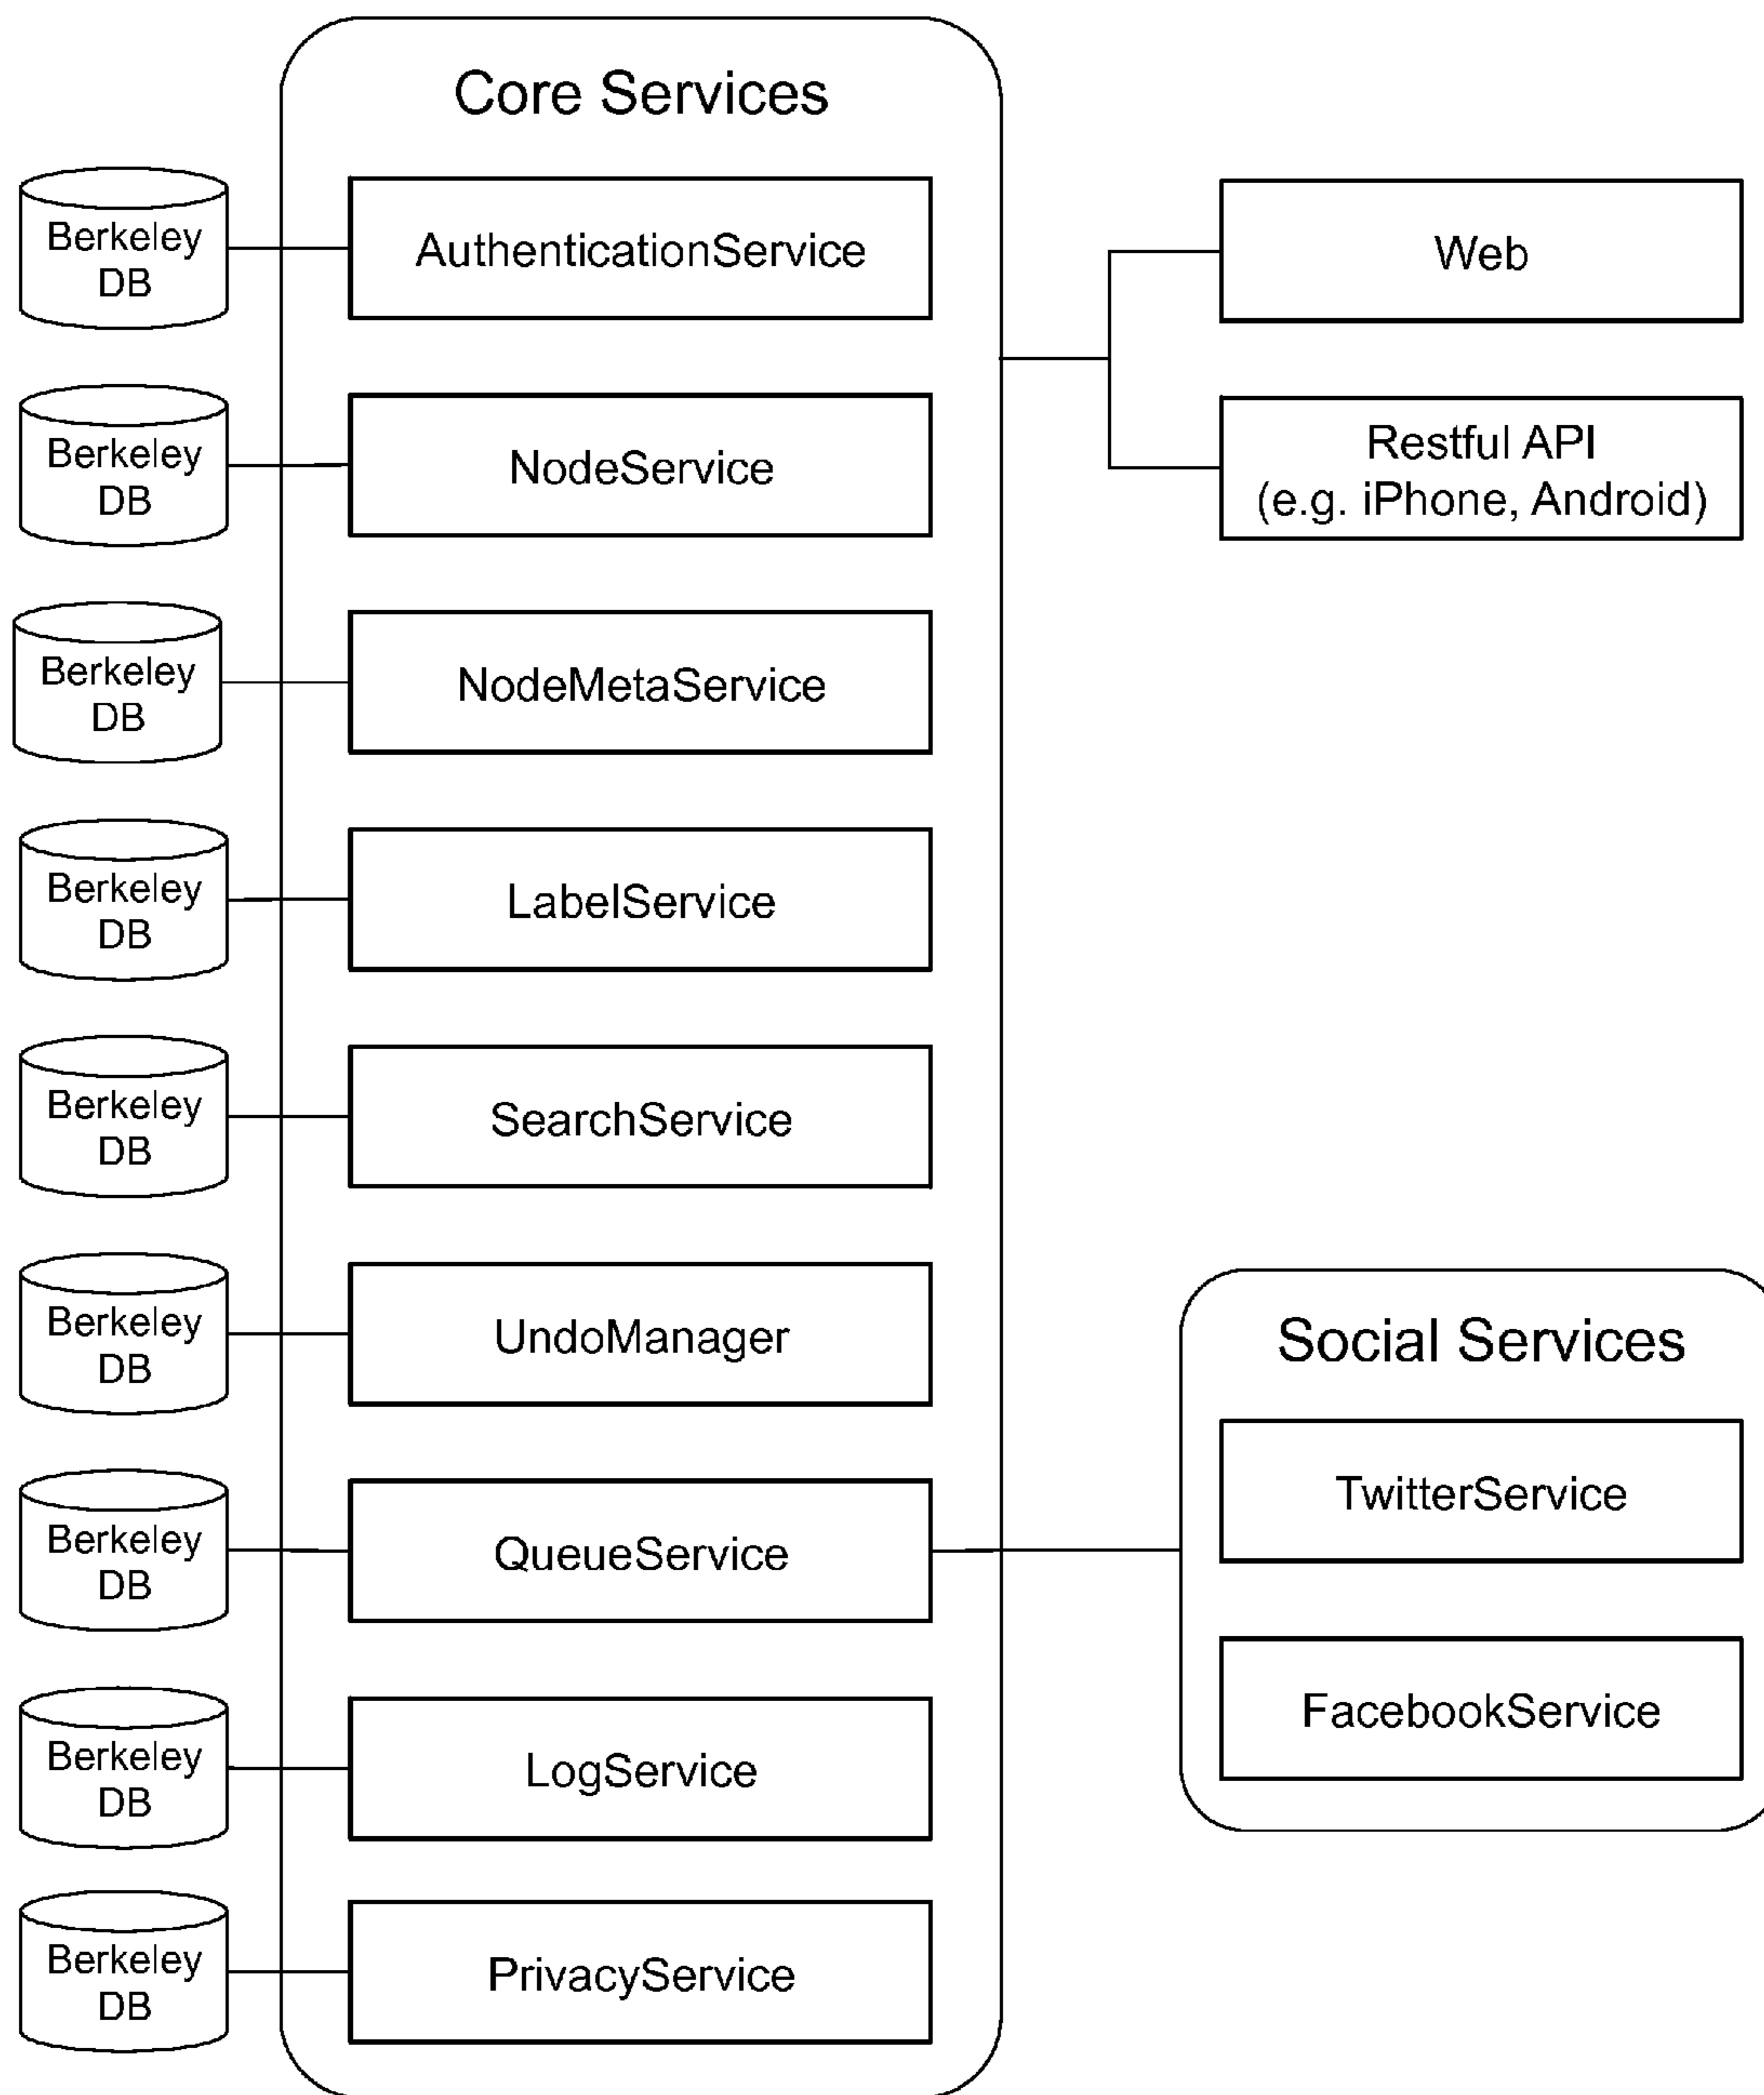 Core Services
Berkeley
DB
AuthenticationService
Web
Berkeley
DB
NodeService
Restful API
(e.g. iPhone, Android)
Berkeley
DB
NodeMetaService
Berkeley
DB
LabelService
Berkeley
DB
SearchService
Berkeley
DB
UndoManager
Social Services
TwitterService
Berkeley
DB
QueueService
FacebookService
Berkeley
DB
LogService
Berkeley
DB
PrivacyService